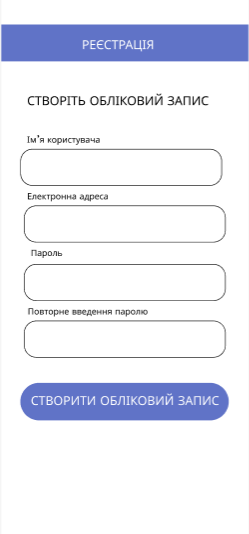 РЕЄСТРАЦІЯ
СТВОРІТЬ ОБЛІКОВИЙ ЗАПИС
Ім'я користувача
Електронна адреса
Пароль
Повторне введення паролю
СТВОРИТИ ОБЛІКОВИЙ ЗАПИС